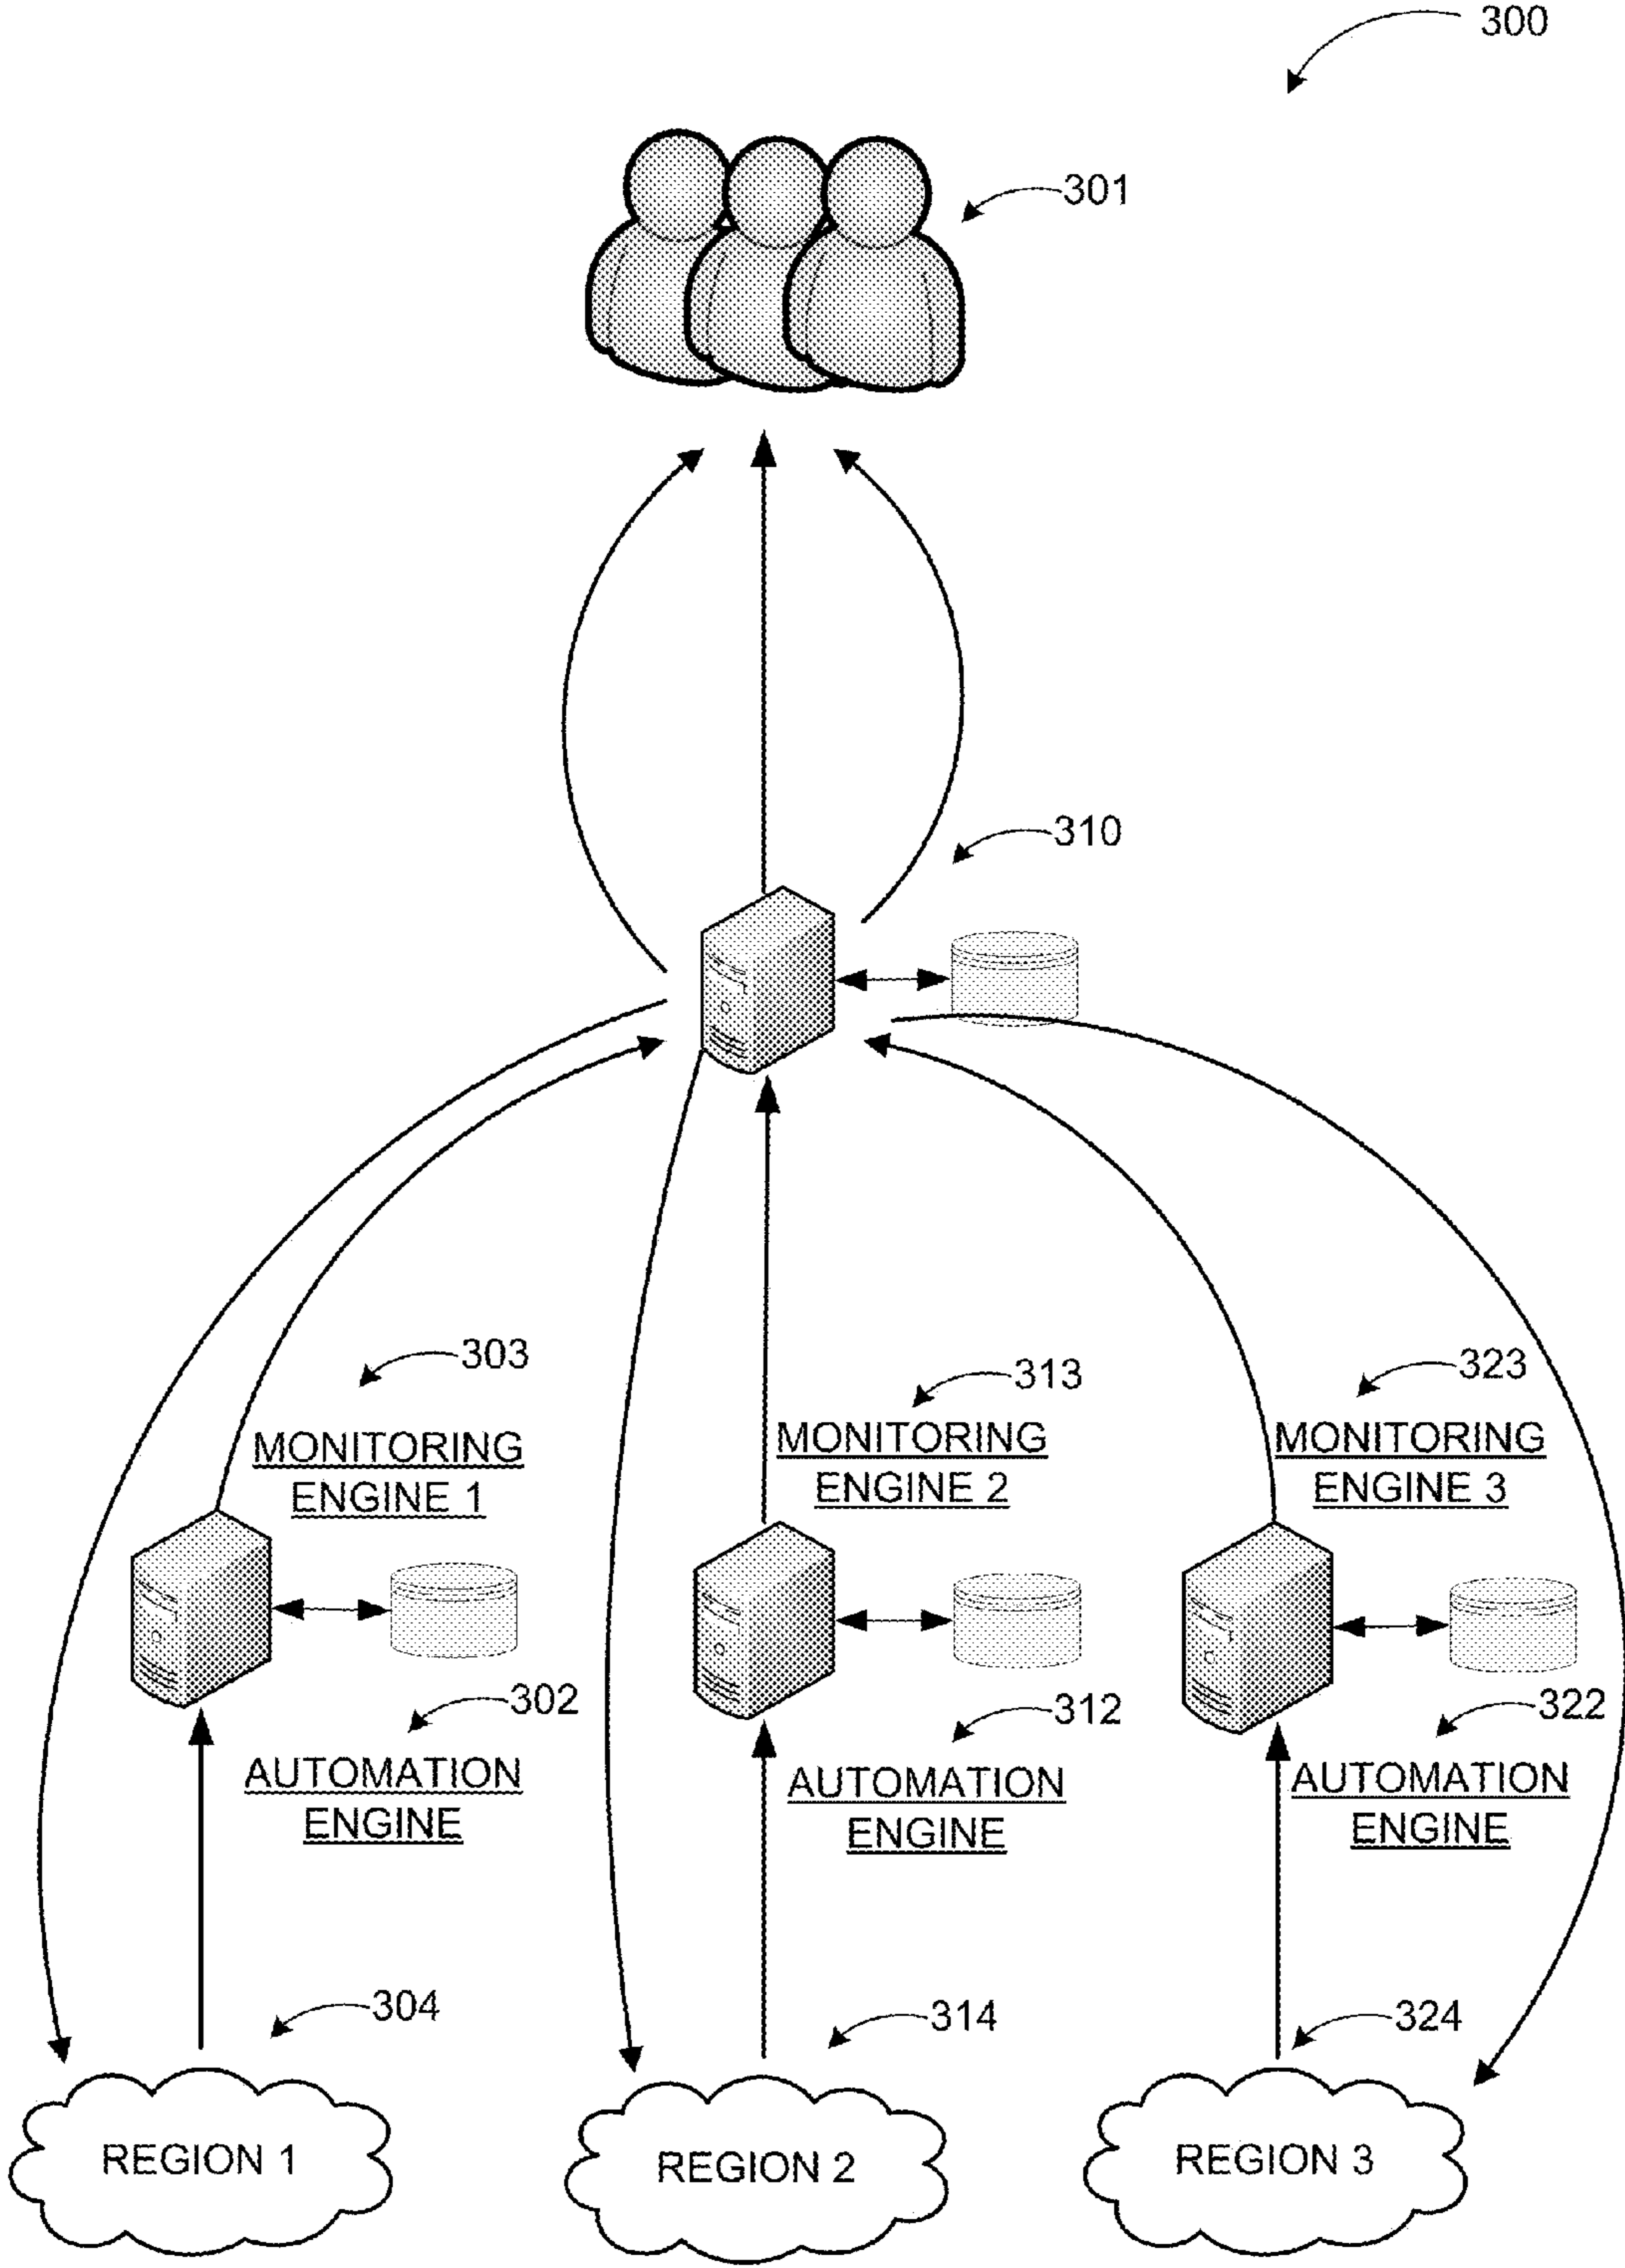 300
301
310
303
313
323
MONITORING
ENGINE 1
MONITORING
ENGINE 2
MONITORING
ENGINE 3
302
312
322
AUTOMATION
ENGINE
AUTOMATION
ENGINE
AUTOMATION
ENGINE
304
314
324
REGION 1
REGION 2
REGION 3